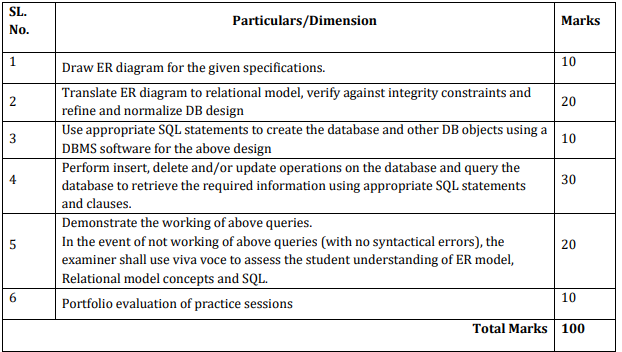 SL. No. Particulars/Dimension Marks
1 Draw ER diagram for the given specifications. 10
2 Translate ER diagram to relational model, verify against integrity constraints and
refine and normalize DB design 20
3 Use appropriate SQL statements to create the database and other DB objects using a
DBMS software for the above design 10
4 Perform insert, delete and/or update operations on the database and query the
database to retrieve the required information using appropriate SQL statements
and clauses. 30
5 Demonstrate the working of above queries.
In the event of not working of above queries (with no syntactical errors), the
examiner shall use viva voce to assess the student understanding of ER model,
Relational model concepts and SQL. 20
6 Portfolio evaluation of practice sessions 10
Total Marks 100